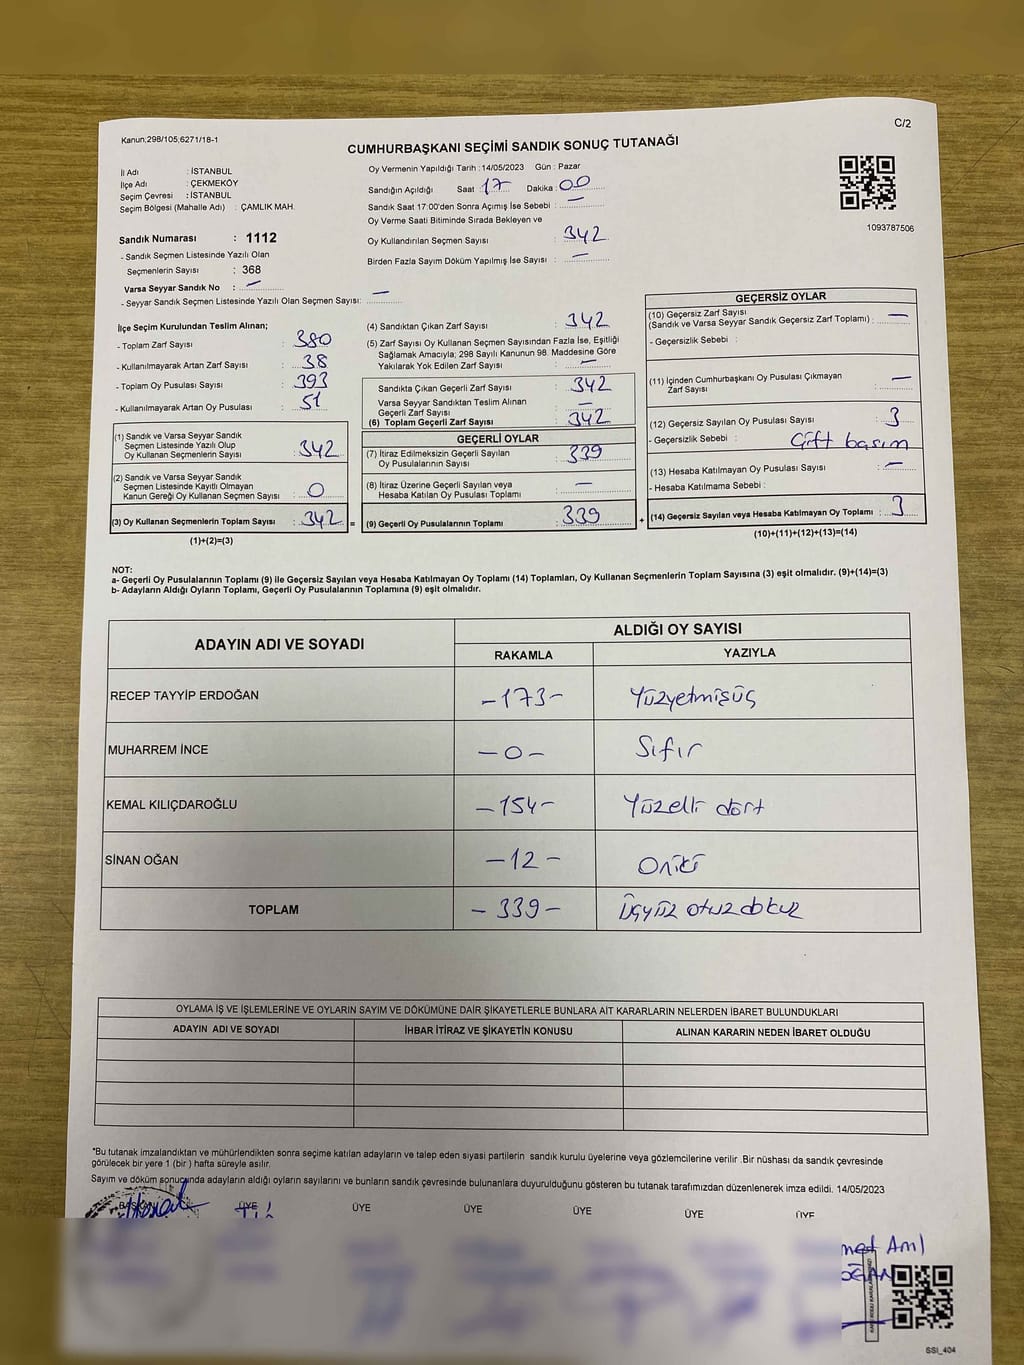 Kanun;298/105;6271/18-1
C/2
CUMHURBAŞKANI SEÇİMİ SANDIK SONUÇ TUTANAĞI
İl Adı : İSTANBUL
İlçe Adı : ÇEKMEKÖY
Seçim Çevresi : İSTANBUL
Seçim Bölgesi (Mahalle Adı) : ÇAMLIK MAH.
Sandık Numarası : 1112
- Sandık Seçmen Listesinde Yazılı Olan
Seçmenlerin Sayısı : 368
Varsa Seyyar Sandık No : —
- Seyyar Sandık Seçmen Listesinde Yazılı Olan Seçmen Sayısı: —
Oy Vermenin Yapıldığı Tarih : 14/05/2023 Gün : Pazar
Sandığın Açıldığı Saat : 17 Dakika : 00
Sandık Saat 17:00'den Sonra Açımış İse Sebebi : —
Oy Verme Saati Bitiminde Sırada Bekleyen ve
Oy Kullandırılan Seçmen Sayısı : 342
Birden Fazla Sayım Döküm Yapılmış İse Sayısı : —
1093787506
İlçe Seçim Kurulundan Teslim Alınan;
- Toplam Zarf Sayısı : 380
- Kullanılmayarak Artan Zarf Sayısı : 38
- Toplam Oy Pusulası Sayısı : 393
- Kullanılmayarak Artan Oy Pusulası : 51
(1) Sandık ve Varsa Seyyar Sandık
Seçmen Listesinde Yazılı Olup
Oy Kullanan Seçmenlerin Sayısı : 342
(2) Sandık ve Varsa Seyyar Sandık
Seçmen Listesinde Kayıtlı Olmayan
Kanun Gereği Oy Kullanan Seçmen Sayısı : 0
(3) Oy Kullanan Seçmenlerin Toplam Sayısı : 342 =
(1)+(2)=(3)
(4) Sandıktan Çıkan Zarf Sayısı : 342
(5) Zarf Sayısı Oy Kullanan Seçmen Sayısından Fazla İse, Eşitliği
Sağlamak Amacıyla; 298 Sayılı Kanunun 98. Maddesine Göre
Yakılarak Yok Edilen Zarf Sayısı : —
Sandıkta Çıkan Geçerli Zarf Sayısı : 342
Varsa Seyyar Sandıktan Teslim Alınan
Geçerli Zarf Sayısı : —
(6) Toplam Geçerli Zarf Sayısı : 342
GEÇERLİ OYLAR
(7) İtiraz Edilmeksizin Geçerli Sayılan
Oy Pusulalarının Sayısı : 339
(8) İtiraz Üzerine Geçerli Sayılan veya
Hesaba Katılan Oy Pusulası Toplamı : —
(9) Geçerli Oy Pusulalarının Toplamı : 339 +
GEÇERSİZ OYLAR
(10) Geçersiz Zarf Sayısı
(Sandık ve Varsa Seyyar Sandık Geçersiz Zarf Toplamı) : —
- Geçersizlik Sebebi :
(11) İçinden Cumhurbaşkanı Oy Pusulası Çıkmayan
Zarf Sayısı : —
(12) Geçersiz Sayılan Oy Pusulası Sayısı : 3
- Geçersizlik Sebebi : Çift basım
(13) Hesaba Katılmayan Oy Pusulası Sayısı : —
- Hesaba Katılmama Sebebi :
(14) Geçersiz Sayılan veya Hesaba Katılmayan Oy Toplamı : 3
(10)+(11)+(12)+(13)=(14)
NOT:
a- Geçerli Oy Pusulalarının Toplamı (9) ile Geçersiz Sayılan veya Hesaba Katılmayan Oy Toplamı (14) Toplamları, Oy Kullanan Seçmenlerin Toplam Sayısına (3) eşit olmalıdır. (9)+(14)=(3)
b- Adayların Aldığı Oyların Toplamı, Geçerli Oy Pusulalarının Toplamına (9) eşit olmalıdır.
ADAYIN ADI VE SOYADI
ALDIĞI OY SAYISI
RAKAMLA YAZIYLA
RECEP TAYYİP ERDOĞAN -173- Yüzyetmişüç
MUHARREM İNCE -0- Sıfır
KEMAL KILIÇDAROĞLU -154- Yüzelli dört
SİNAN OĞAN -12- Oniki
TOPLAM -339- Üçyüz otuzdokuz
OYLAMA İŞ VE İŞLEMLERİNE VE OYLARIN SAYIM VE DÖKÜMÜNE DAİR ŞİKAYETLERLE BUNLARA AİT KARARLARIN NELERDEN İBARET BULUNDUKLARI
ADAYIN ADI VE SOYADI İHBAR İTİRAZ VE ŞİKAYETİN KONUSU ALINAN KARARIN NEDEN İBARET OLDUĞU
*Bu tutanak imzalandıktan ve mühürlendikten sonra seçime katılan adayların ve talep eden siyasi partilerin sandık kurulu üyelerine veya gözlemcilerine verilir .Bir nüshası da sandık çevresinde
görülecek bir yere 1 (bir ) hafta süreyle asılır.
Sayım ve döküm sonucunda adayların aldığı oyların sayılarını ve bunların sandık çevresinde bulunanlara duyurulduğunu gösteren bu tutanak tarafımızdan düzenlenerek imza edildi. 14/05/2023
BAŞKAN ÜYE ÜYE ÜYE ÜYE ÜYE ÜYE
SSI_404